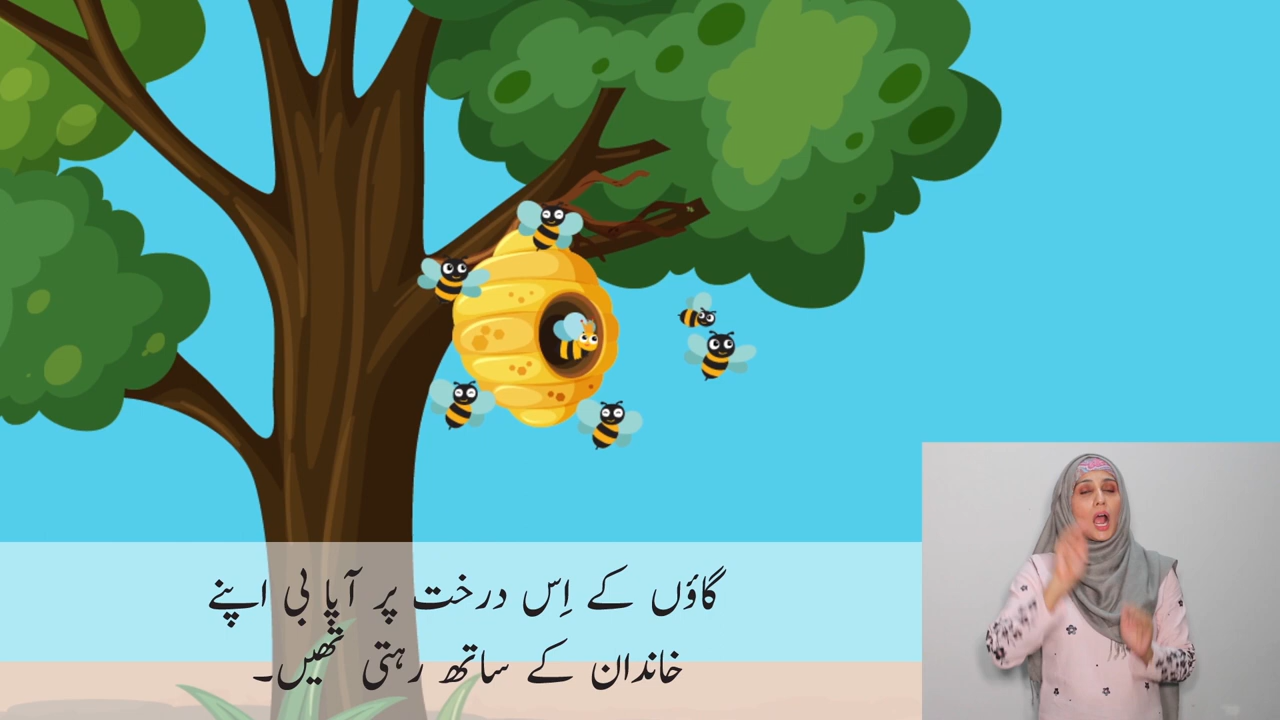 گاؤں کے اِس درخت پر آپا بی اپنے
خاندان کے ساتھ رہتی تھیں۔